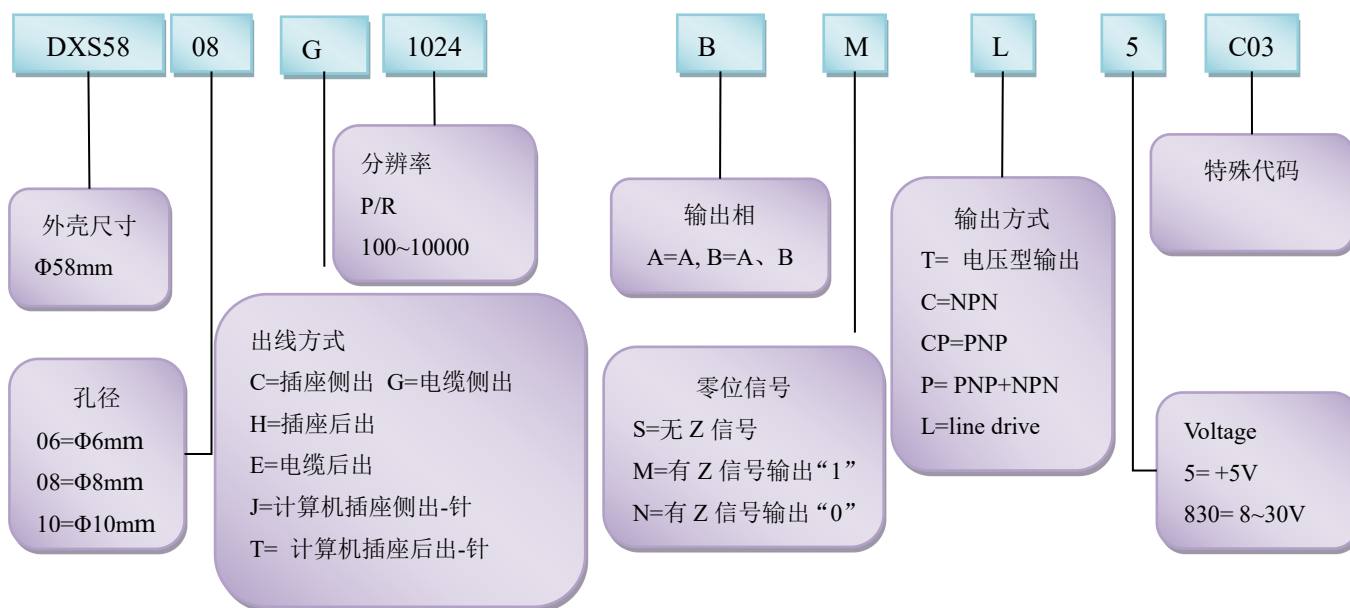 DXS58 08 G 1024 B M L 5 C03
外壳尺寸
Φ58mm
孔径
06=Φ6mm
08=Φ8mm
10=Φ10mm
出线方式
C=插座侧出 G=电缆侧出
H=插座后出
E=电缆后出
J=计算机插座侧出-针
T= 计算机插座后出-针
分辨率
P/R
100~10000
输出相
A=A, B=A、B
零位信号
S=无 Z 信号
M=有 Z 信号输出“1”
N=有 Z 信号输出“0”
输出方式
T= 电压型输出
C=NPN
CP=PNP
P= PNP+NPN
L=line drive
Voltage
5= +5V
830= 8~30V
特殊代码